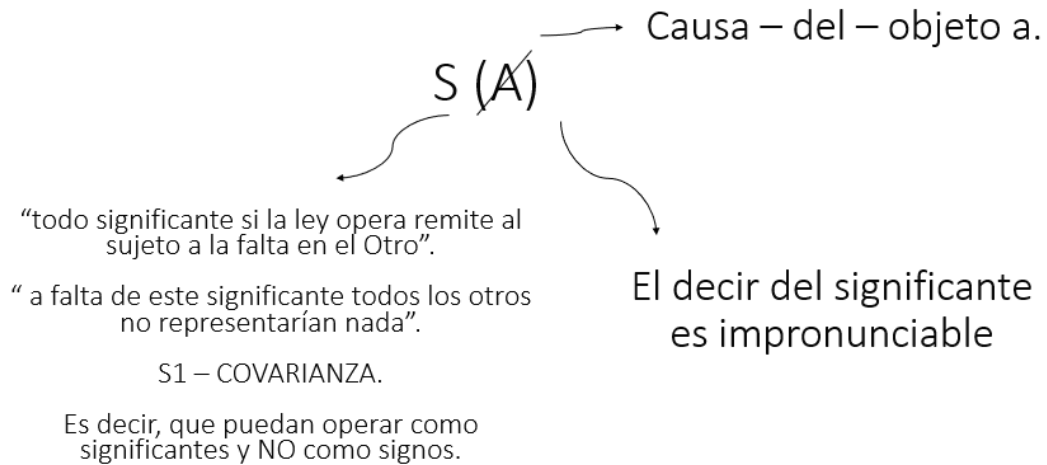 Causa – del – objeto a.
S (A̸)
“todo significante si la ley opera remite al
sujeto a la falta en el Otro”.
“ a falta de este significante todos los otros
no representarían nada”.
S1 – COVARIANZA.
Es decir, que puedan operar como
significantes y NO como signos.
El decir del significante
es impronunciable